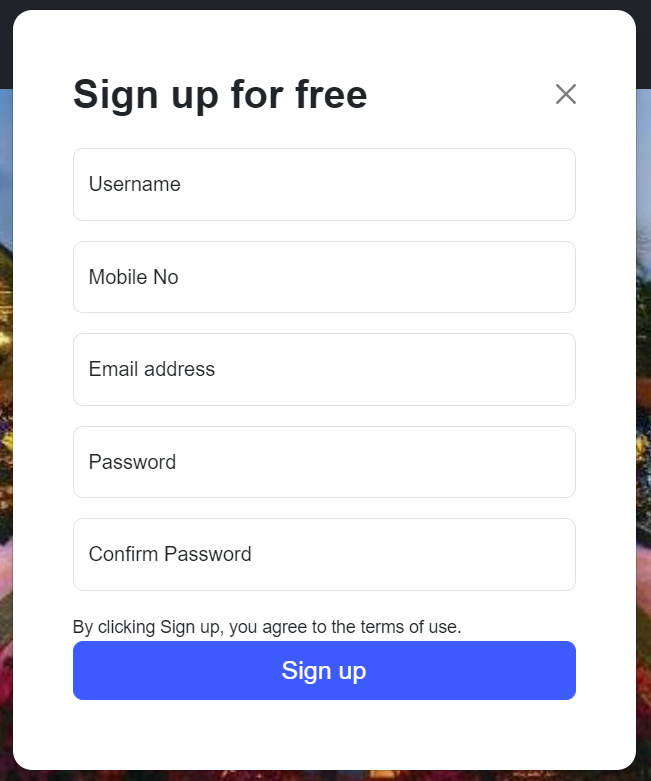 Sign up for free
Username
Mobile No
Email address
Password
Confirm Password
By clicking Sign up, you agree to the terms of use.
Sign up